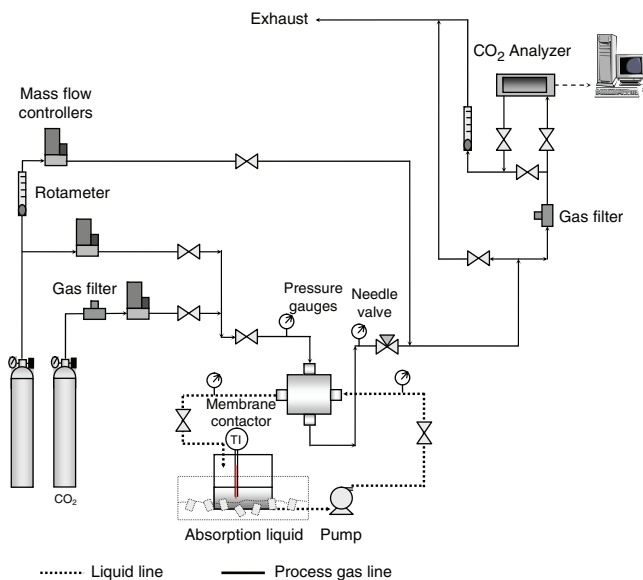 Exhaust
CO2 Analyzer
Mass flow
controllers
Rotameter
Gas filter
Gas filter
Pressure
gauges
Needle
valve
Membrane
contactor
TI
CO2
Absorption liquid
Pump
Liquid line
Process gas line